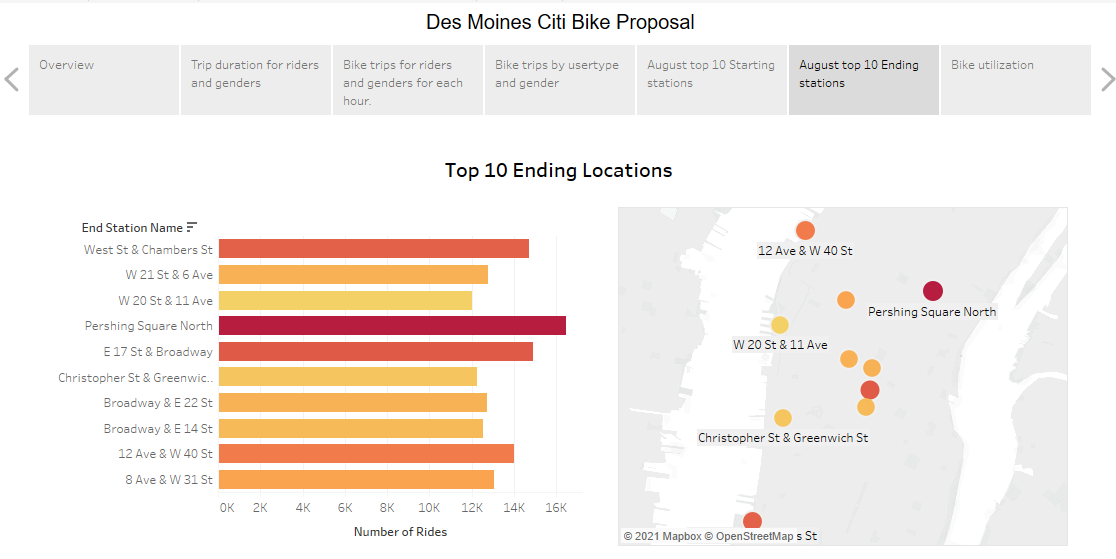 Des Moines Citi Bike Proposal
Overview
Trip duration for riders
and genders
Bike trips for riders
and genders for each
hour.
Bike trips by usertype
and gender
August top 10 Starting
stations
August top 10 Ending
stations
Bike utilization
Top 10 Ending Locations
End Station Name
West St & Chambers St
W 21 St & 6 Ave
W 20 St & 11 Ave
Pershing Square North
E 17 St & Broadway
Christopher St & Greenwic..
Broadway & E 22 St
Broadway & E 14 St
12 Ave & W 40 St
8 Ave & W 31 St
0K 2K 4K 6K 8K 10K 12K 14K 16K
Number of Rides
12 Ave & W 40 St
Pershing Square North
W 20 St & 11 Ave
Christopher St & Greenwich St
© 2021 Mapbox © OpenStreetMap s St